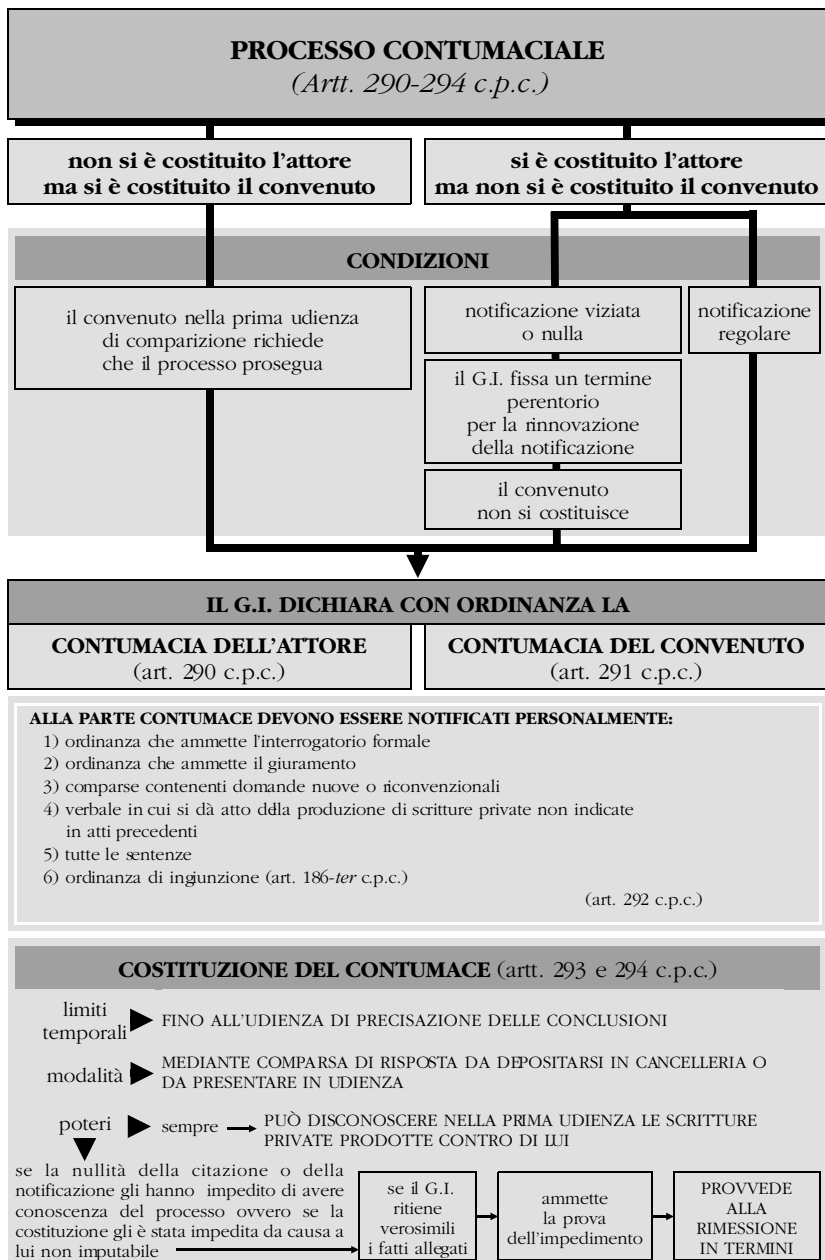 PROCESSO CONTUMACIALE
(Artt. 290-294 c.p.c.)
non si è costituito l'attore
ma si è costituito il convenuto
si è costituito l'attore
ma non si è costituito il convenuto
CONDIZIONI
il convenuto nella prima udienza
di comparizione richiede
che il processo prosegua
notificazione viziata
o nulla
notificazione
regolare
il G.I. fissa un termine
perentorio
per la rinnovazione
della notificazione
il convenuto
non si costituisce
IL G.I. DICHIARA CON ORDINANZA LA
CONTUMACIA DELL'ATTORE
(art. 290 c.p.c.)
CONTUMACIA DEL CONVENUTO
(art. 291 c.p.c.)
ALLA PARTE CONTUMACE DEVONO ESSERE NOTIFICATI PERSONALMENTE:
1) ordinanza che ammette l'interrogatorio formale
2) ordinanza che ammette il giuramento
3) comparse contenenti domande nuove o riconvenzionali
4) verbale in cui si dà atto della produzione di scritture private non indicate
in atti precedenti
5) tutte le sentenze
6) ordinanza di ingiunzione (art. 186-ter c.p.c.)
(art. 292 c.p.c.)
COSTITUZIONE DEL CONTUMACE (artt. 293 e 294 c.p.c.)
limiti
temporali
FINO ALL'UDIENZA DI PRECISAZIONE DELLE CONCLUSIONI
modalità
MEDIANTE COMPARSA DI RISPOSTA DA DEPOSITARSI IN CANCELLERIA O
DA PRESENTARE IN UDIENZA
poteri
sempre
PUÒ DISCONOSCERE NELLA PRIMA UDIENZA LE SCRITTURE
PRIVATE PRODOTTE CONTRO DI LUI
se la nullità della citazione o della
notificazione gli hanno impedito di avere
conoscenza del processo ovvero se la
costituzione gli è stata impedita da causa a
lui non imputabile
se il G.I.
ritiene
verosimili
i fatti allegati
ammette
la prova
dell'impedimento
PROVVEDE
ALLA
RIMESSIONE
IN TERMINI